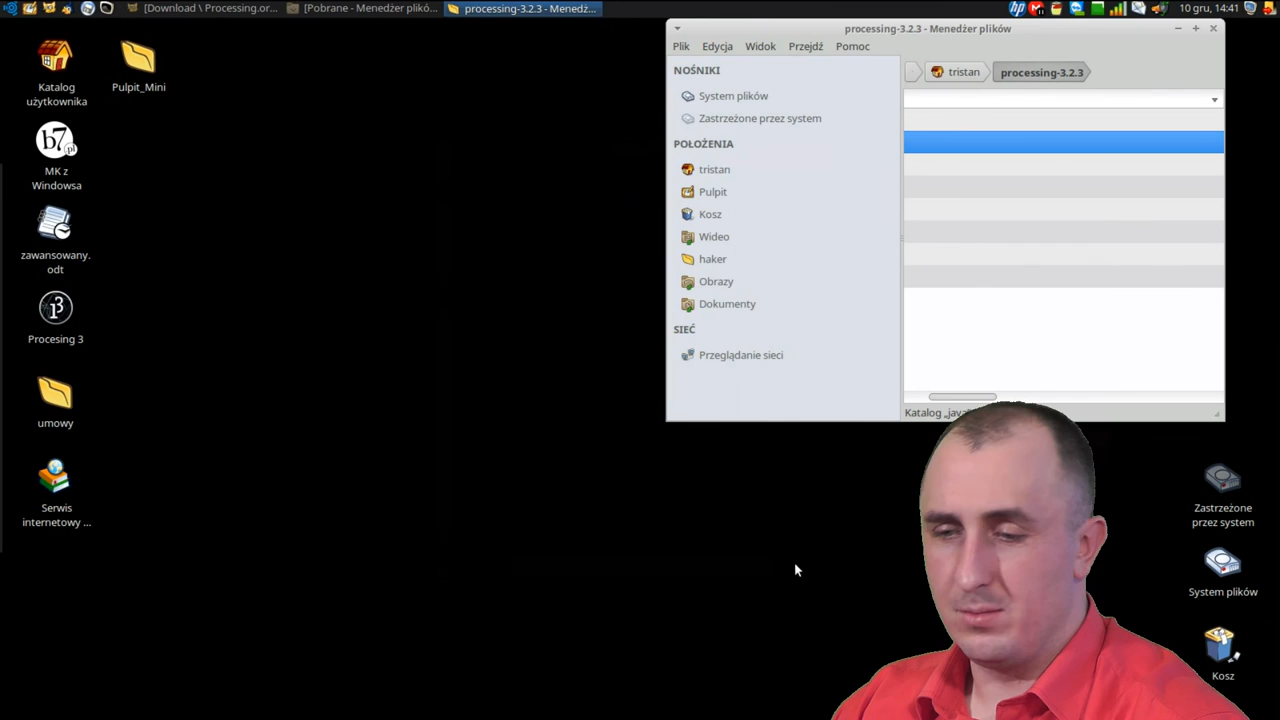 [Download \ Processing.or...
[Pobrane - Menedżer plikó...
processing-3.2.3 - Menedż...
10 gru, 14:41
Katalog
użytkownika
Pulpit_Mini
b7
.pl
MK z
Windowsa
zawansowany.
odt
Procesing 3
umowy
Serwis
internetowy ...
processing-3.2.3 - Menedżer plików
Plik Edycja Widok Przejdź Pomoc
NOŚNIKI
System plików
Zastrzeżone przez system
POŁOŻENIA
tristan
Pulpit
Kosz
Wideo
haker
Obrazy
Dokumenty
SIEĆ
Przeglądanie sieci
tristan
processing-3.2.3
Katalog „java
Zastrzeżone
przez system
System plików
Kosz